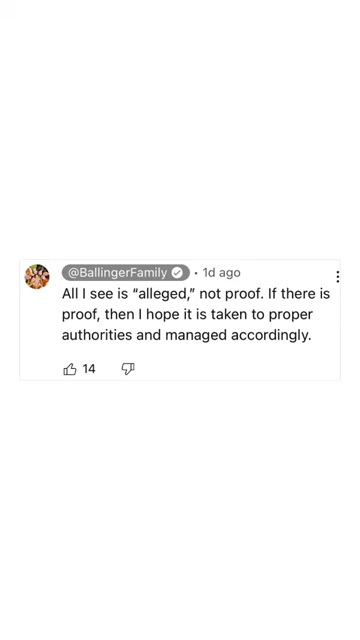 @BallingerFamily • 1d ago
All I see is “alleged,” not proof. If there is
proof, then I hope it is taken to proper
authorities and managed accordingly.
14